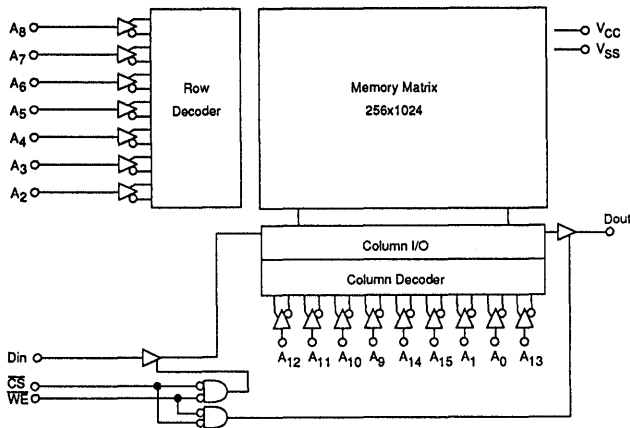 A8
A7
A6
A5
A4
A3
A2
Row
Decoder
Memory Matrix
256x1024
VCC
VSS
Dout
Column I/O
Column Decoder
A12 A11 A10 A9 A14 A15 A1 A0 A13
Din
CS
WE